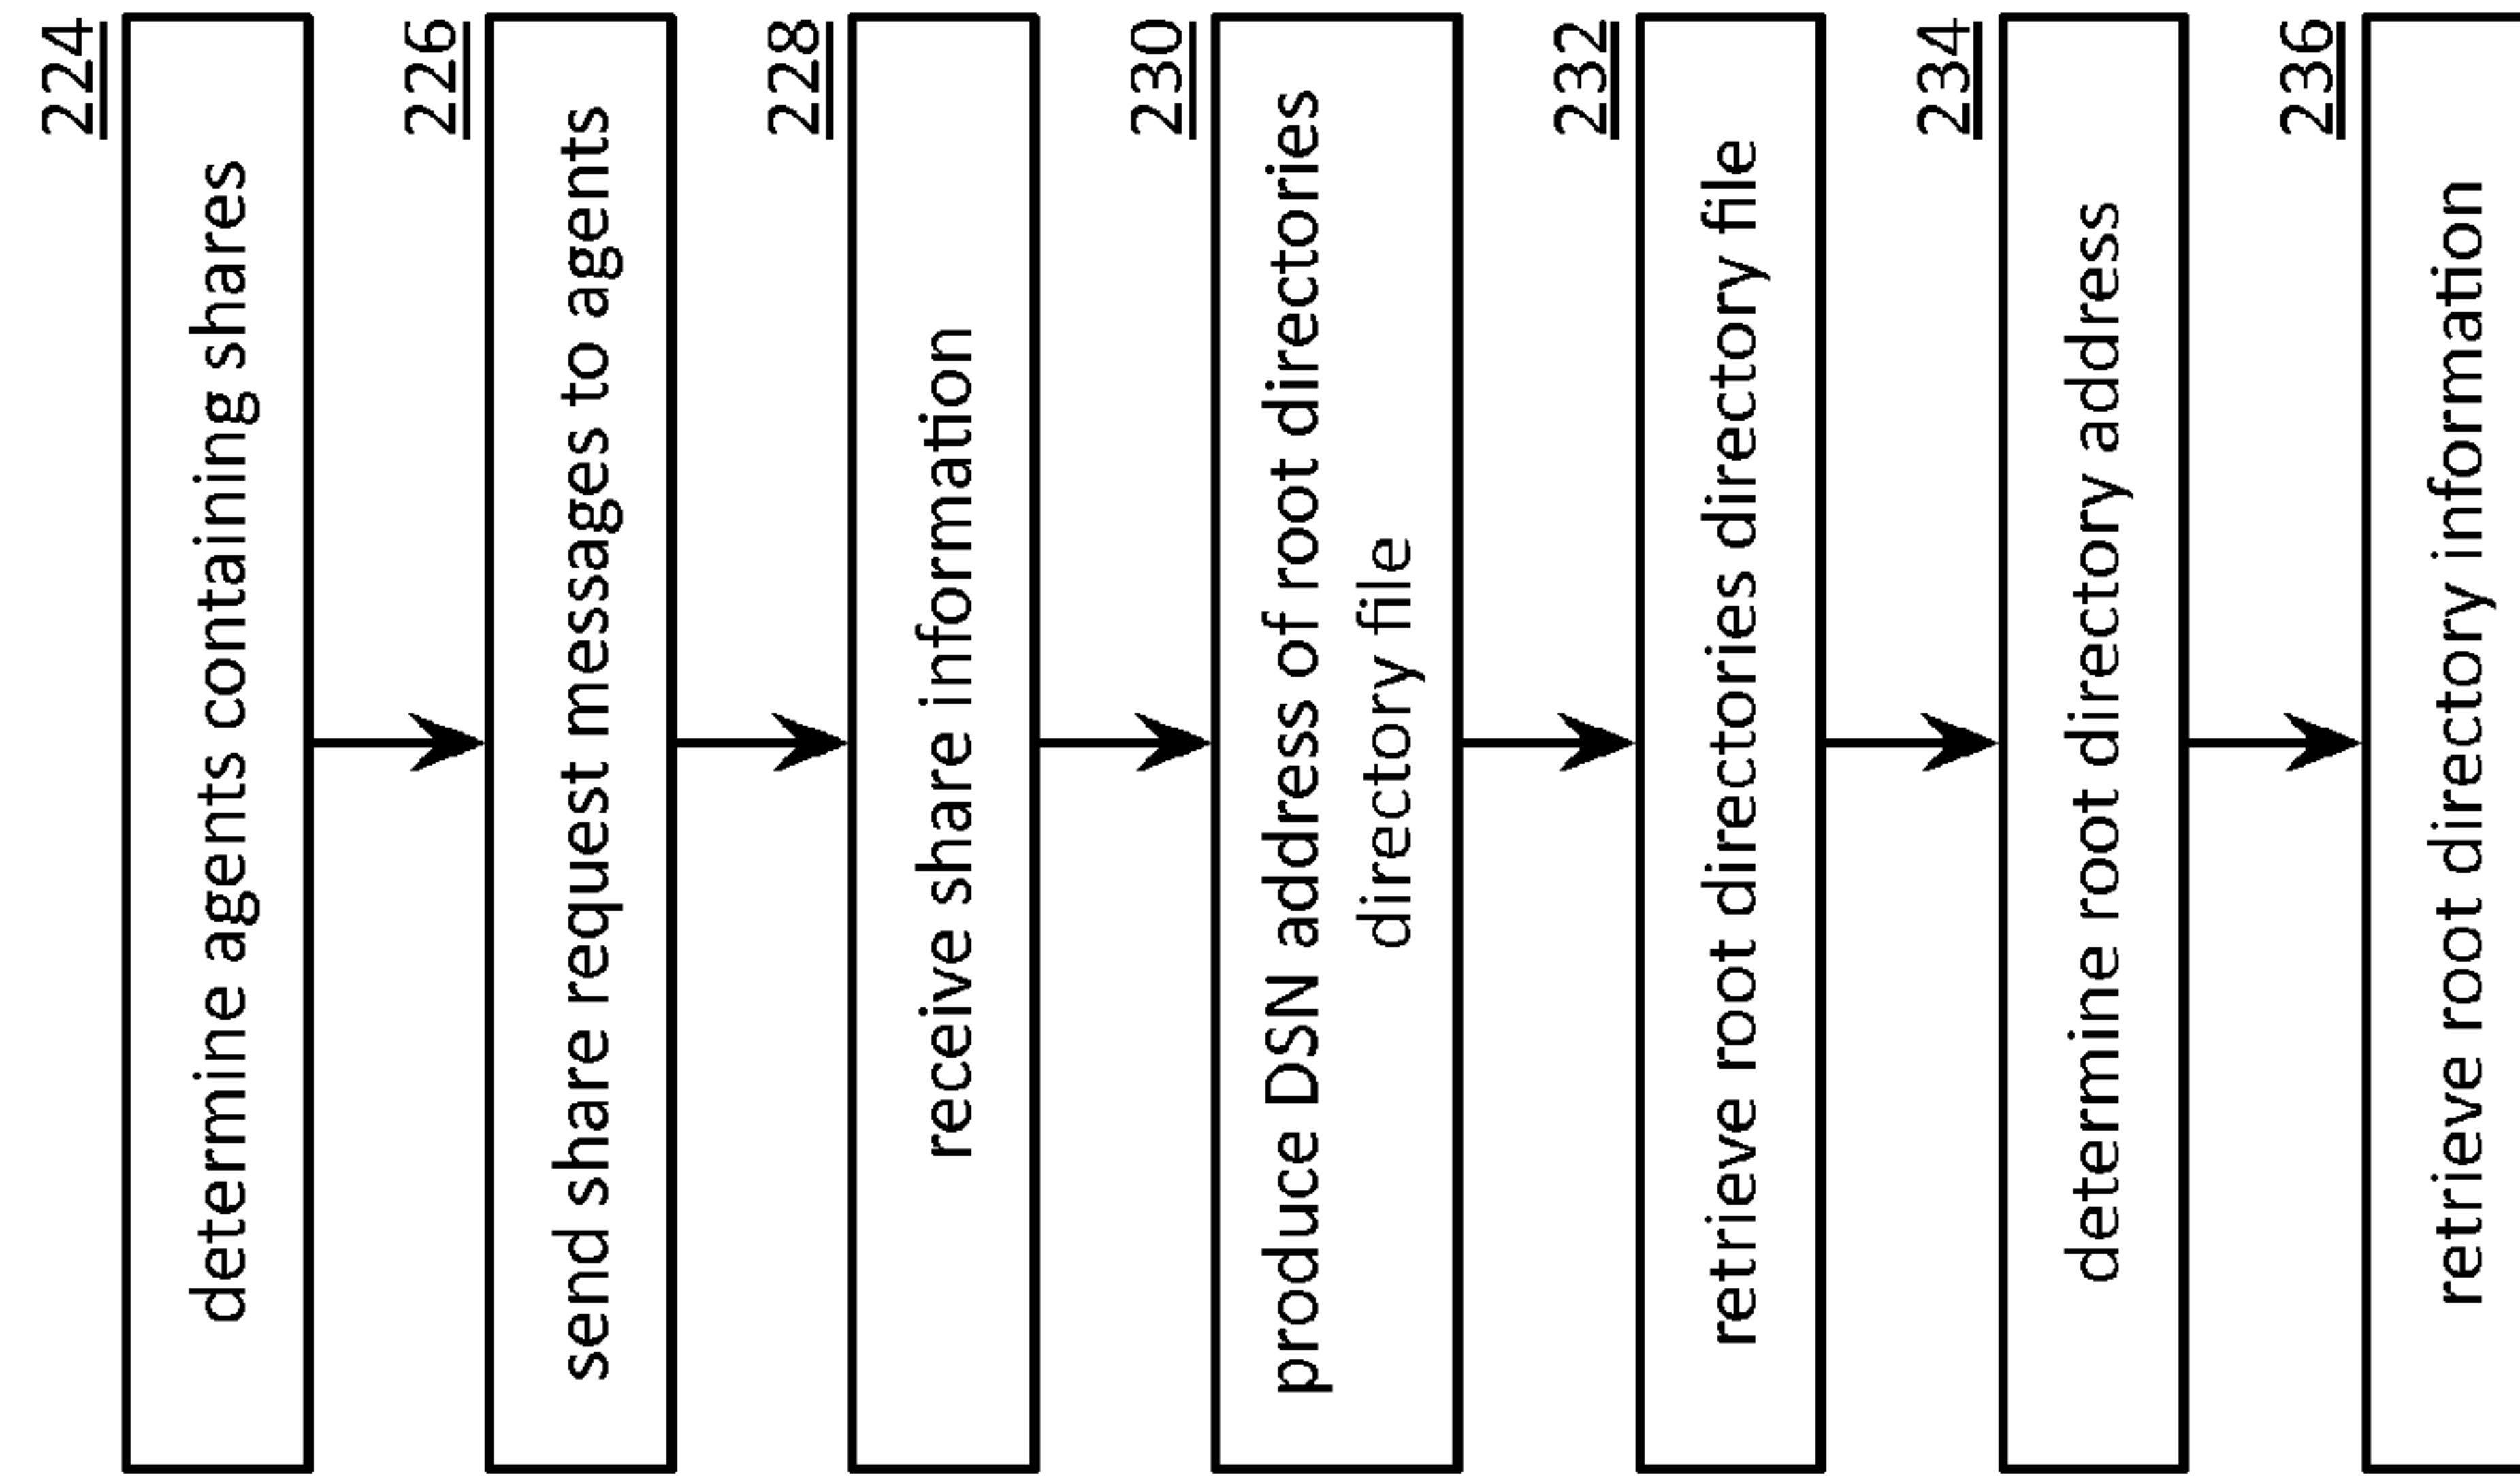 224
determine agents containing shares
226
send share request messages to agents
228
receive share information
230
produce DSN address of root directories
directory file
232
retrieve root directories directory file
234
determine root directory address
236
retrieve root directory information